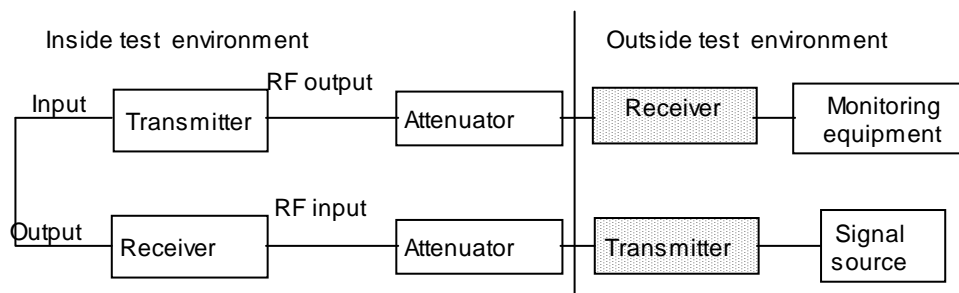 Inside test environment
Outside test environment
RF output
Input
Transmitter
Attenuator
Receiver
Monitoring
equipment
RF input
Output
Receiver
Attenuator
Transmitter
Signal
source